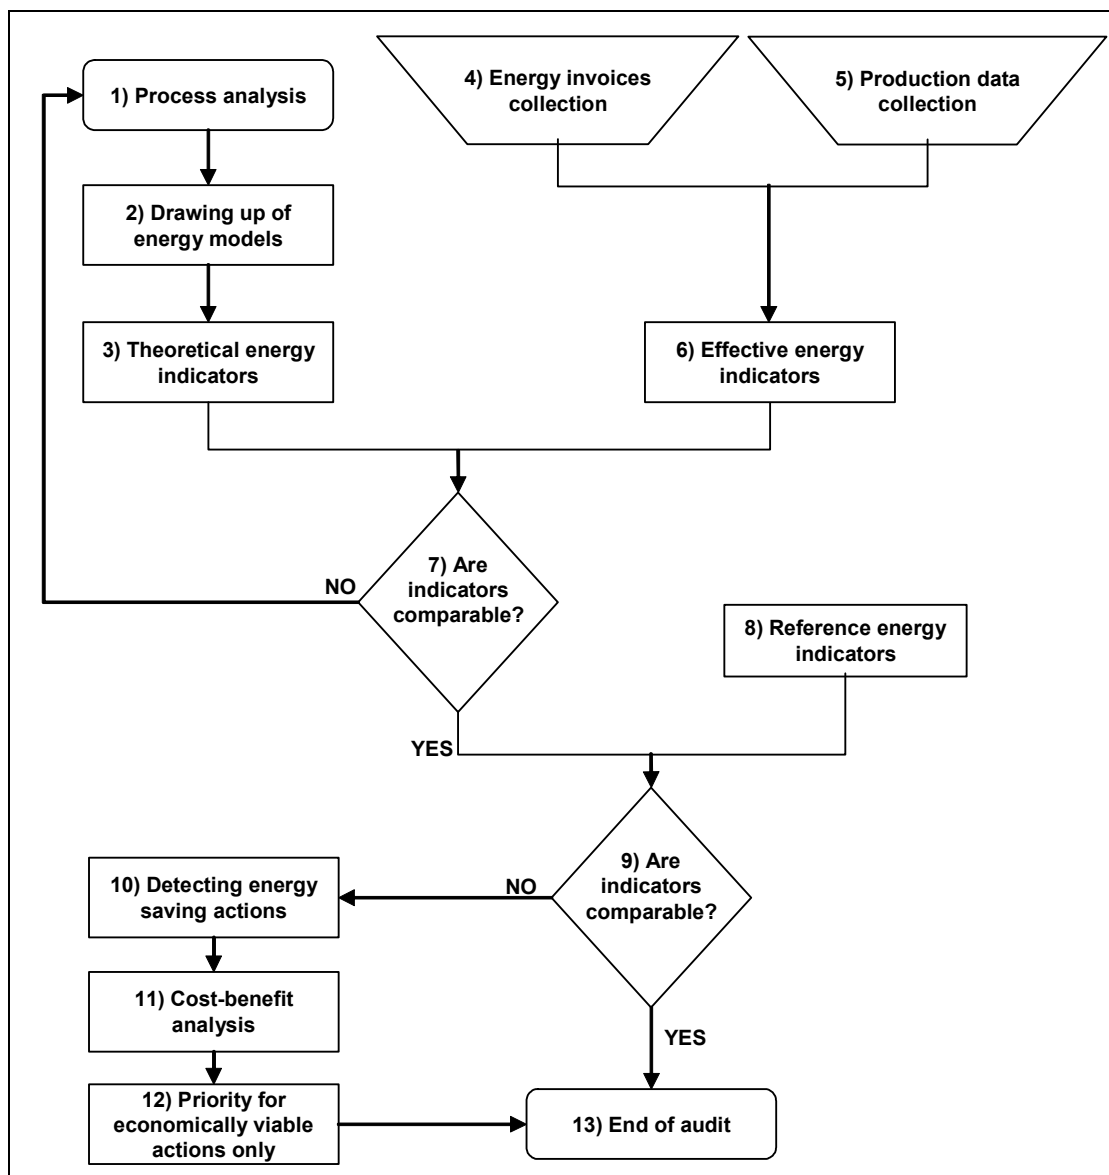 1) Process analysis
4) Energy invoices
collection
5) Production data
collection
2) Drawing up of
energy models
3) Theoretical energy
indicators
6) Effective energy
indicators
7) Are
indicators
comparable?
NO
8) Reference energy
indicators
YES
9) Are
indicators
comparable?
NO
10) Detecting energy
saving actions
11) Cost-benefit
analysis
YES
12) Priority for
economically viable
actions only
13) End of audit